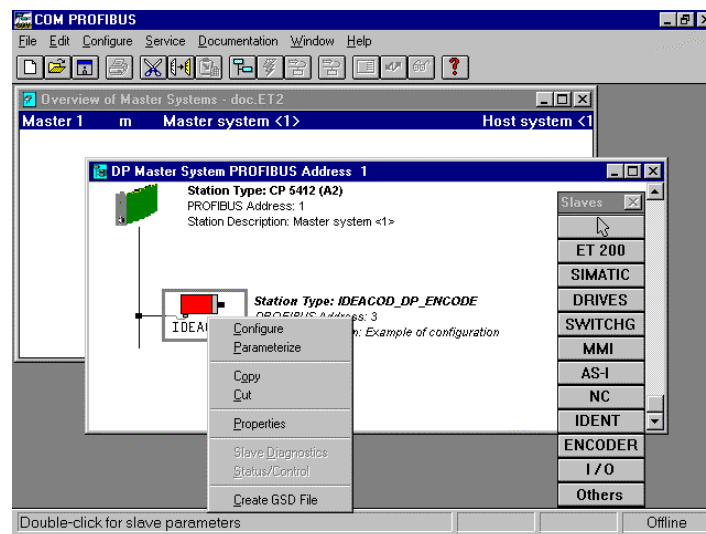 COM PROFIBUS
File Edit Configure Service Documentation Window Help
Overview of Master Systems - doc.ET2
Master 1 m Master system <1> Host system <1
DP Master System PROFIBUS Address 1
Station Type: CP 5412 (A2)
PROFIBUS Address: 1
Station Description: Master system <1>
Slaves
ET 200
SIMATIC
DRIVES
SWITCHG
MMI
AS-I
NC
IDENT
ENCODER
I/O
Others
Station Type: IDEACOD_DP_ENCODE
PROFIBUS Address: 3
n: Example of configuration
IDEA
Configure
Parameterize
Copy
Cut
Properties
Slave Diagnostics
Status/Control
Create GSD File
Double-click for slave parameters Offline